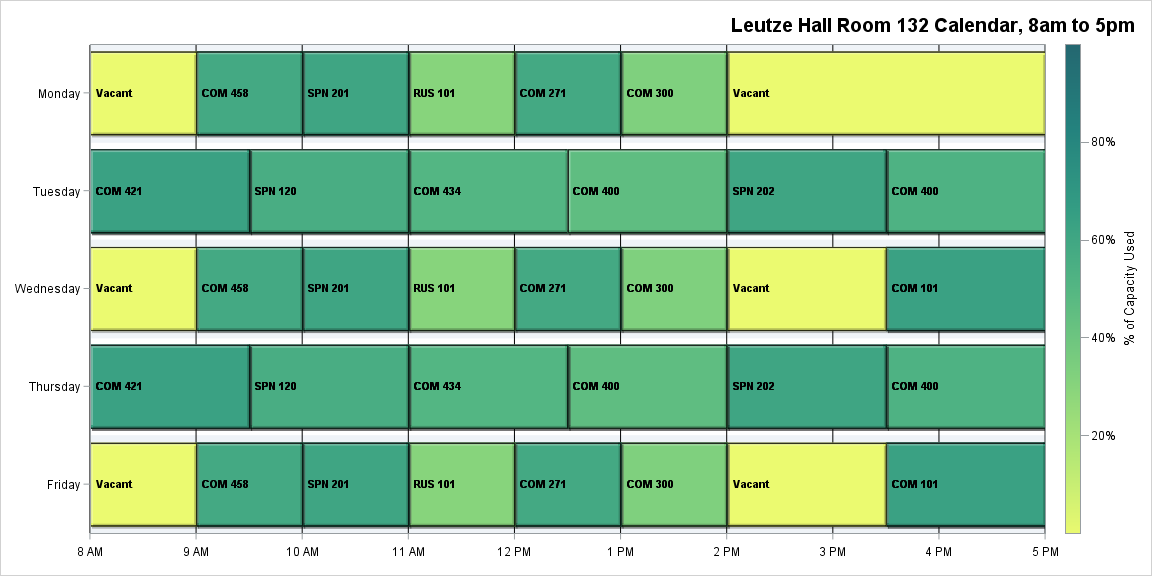 Leutze Hall Room 132 Calendar, 8am to 5pm
Monday
Vacant
COM 458
SPN 201
RUS 101
COM 271
COM 300
Vacant
Tuesday
COM 421
SPN 120
COM 434
COM 400
SPN 202
COM 400
Wednesday
Vacant
COM 458
SPN 201
RUS 101
COM 271
COM 300
Vacant
COM 101
Thursday
COM 421
SPN 120
COM 434
COM 400
SPN 202
COM 400
Friday
Vacant
COM 458
SPN 201
RUS 101
COM 271
COM 300
Vacant
COM 101
8 AM
9 AM
10 AM
11 AM
12 PM
1 PM
2 PM
3 PM
4 PM
5 PM
80%
60%
40%
20%
% of Capacity Used